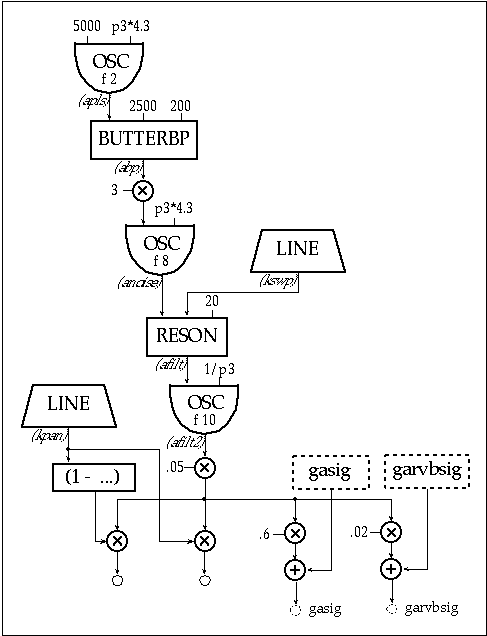 5000 p3*4.3
OSC
f 2
(apls)
2500 200
BUTTERBP
(abp)
3
p3*4.3
OSC
f 8
(anoise)
LINE
(kswp)
20
RESON
(afilt)
1/p3
OSC
f 10
(afilt2)
LINE
(kpan)
.05
(1 - ...)
gasig
garvbsig
.6
.02
gasig
garvbsig